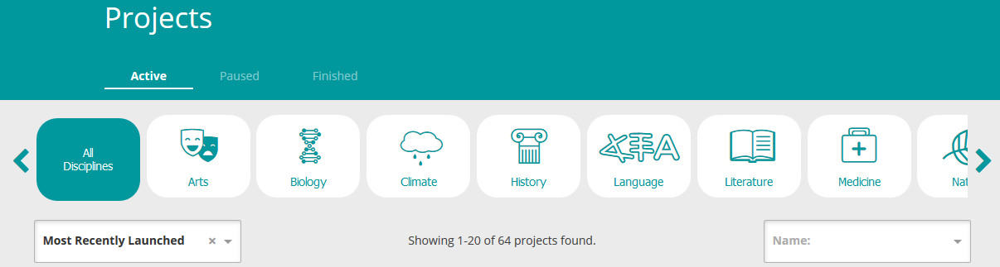 Projects
Active Paused Finished
All
Disciplines
Arts
Biology
Climate
History
Language
Literature
Medicine
Nat
Most Recently Launched ×
Showing 1-20 of 64 projects found.
Name: